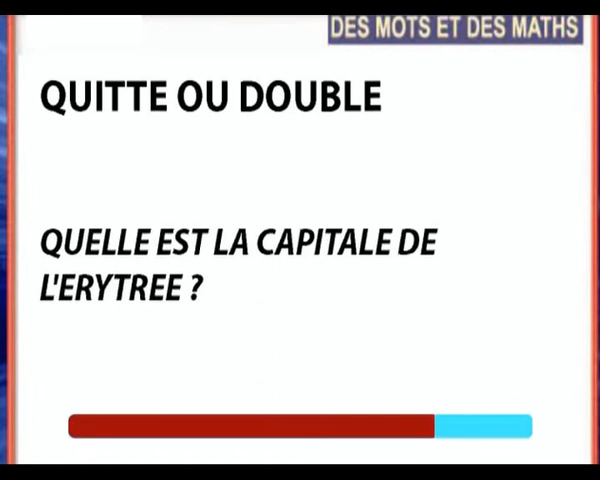 DES MOTS ET DES MATHS
QUITTE OU DOUBLE
QUELLE EST LA CAPITALE DE
L'ERYTREE ?